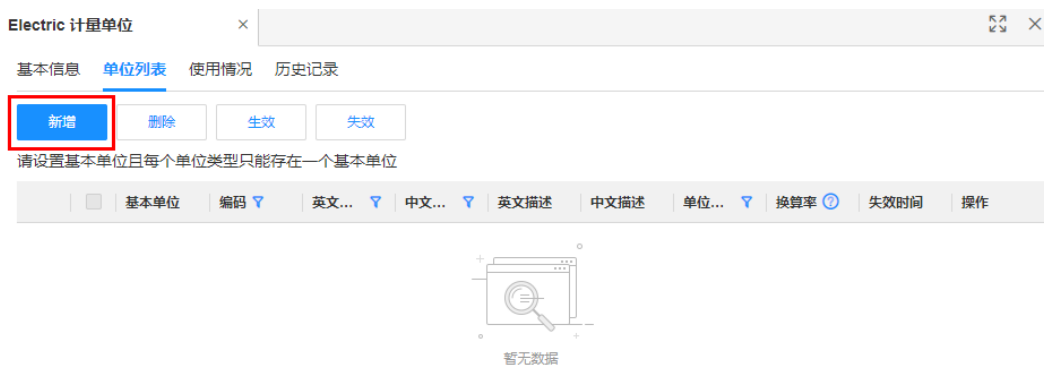 Electric 计量单位
基本信息 单位列表 使用情况 历史记录
新增 删除 生效 失效
请设置基本单位且每个单位类型只能存在一个基本单位
基本单位 编码 英文... 中文... 英文描述 中文描述 单位... 换算率 ? 失效时间 操作
暂无数据